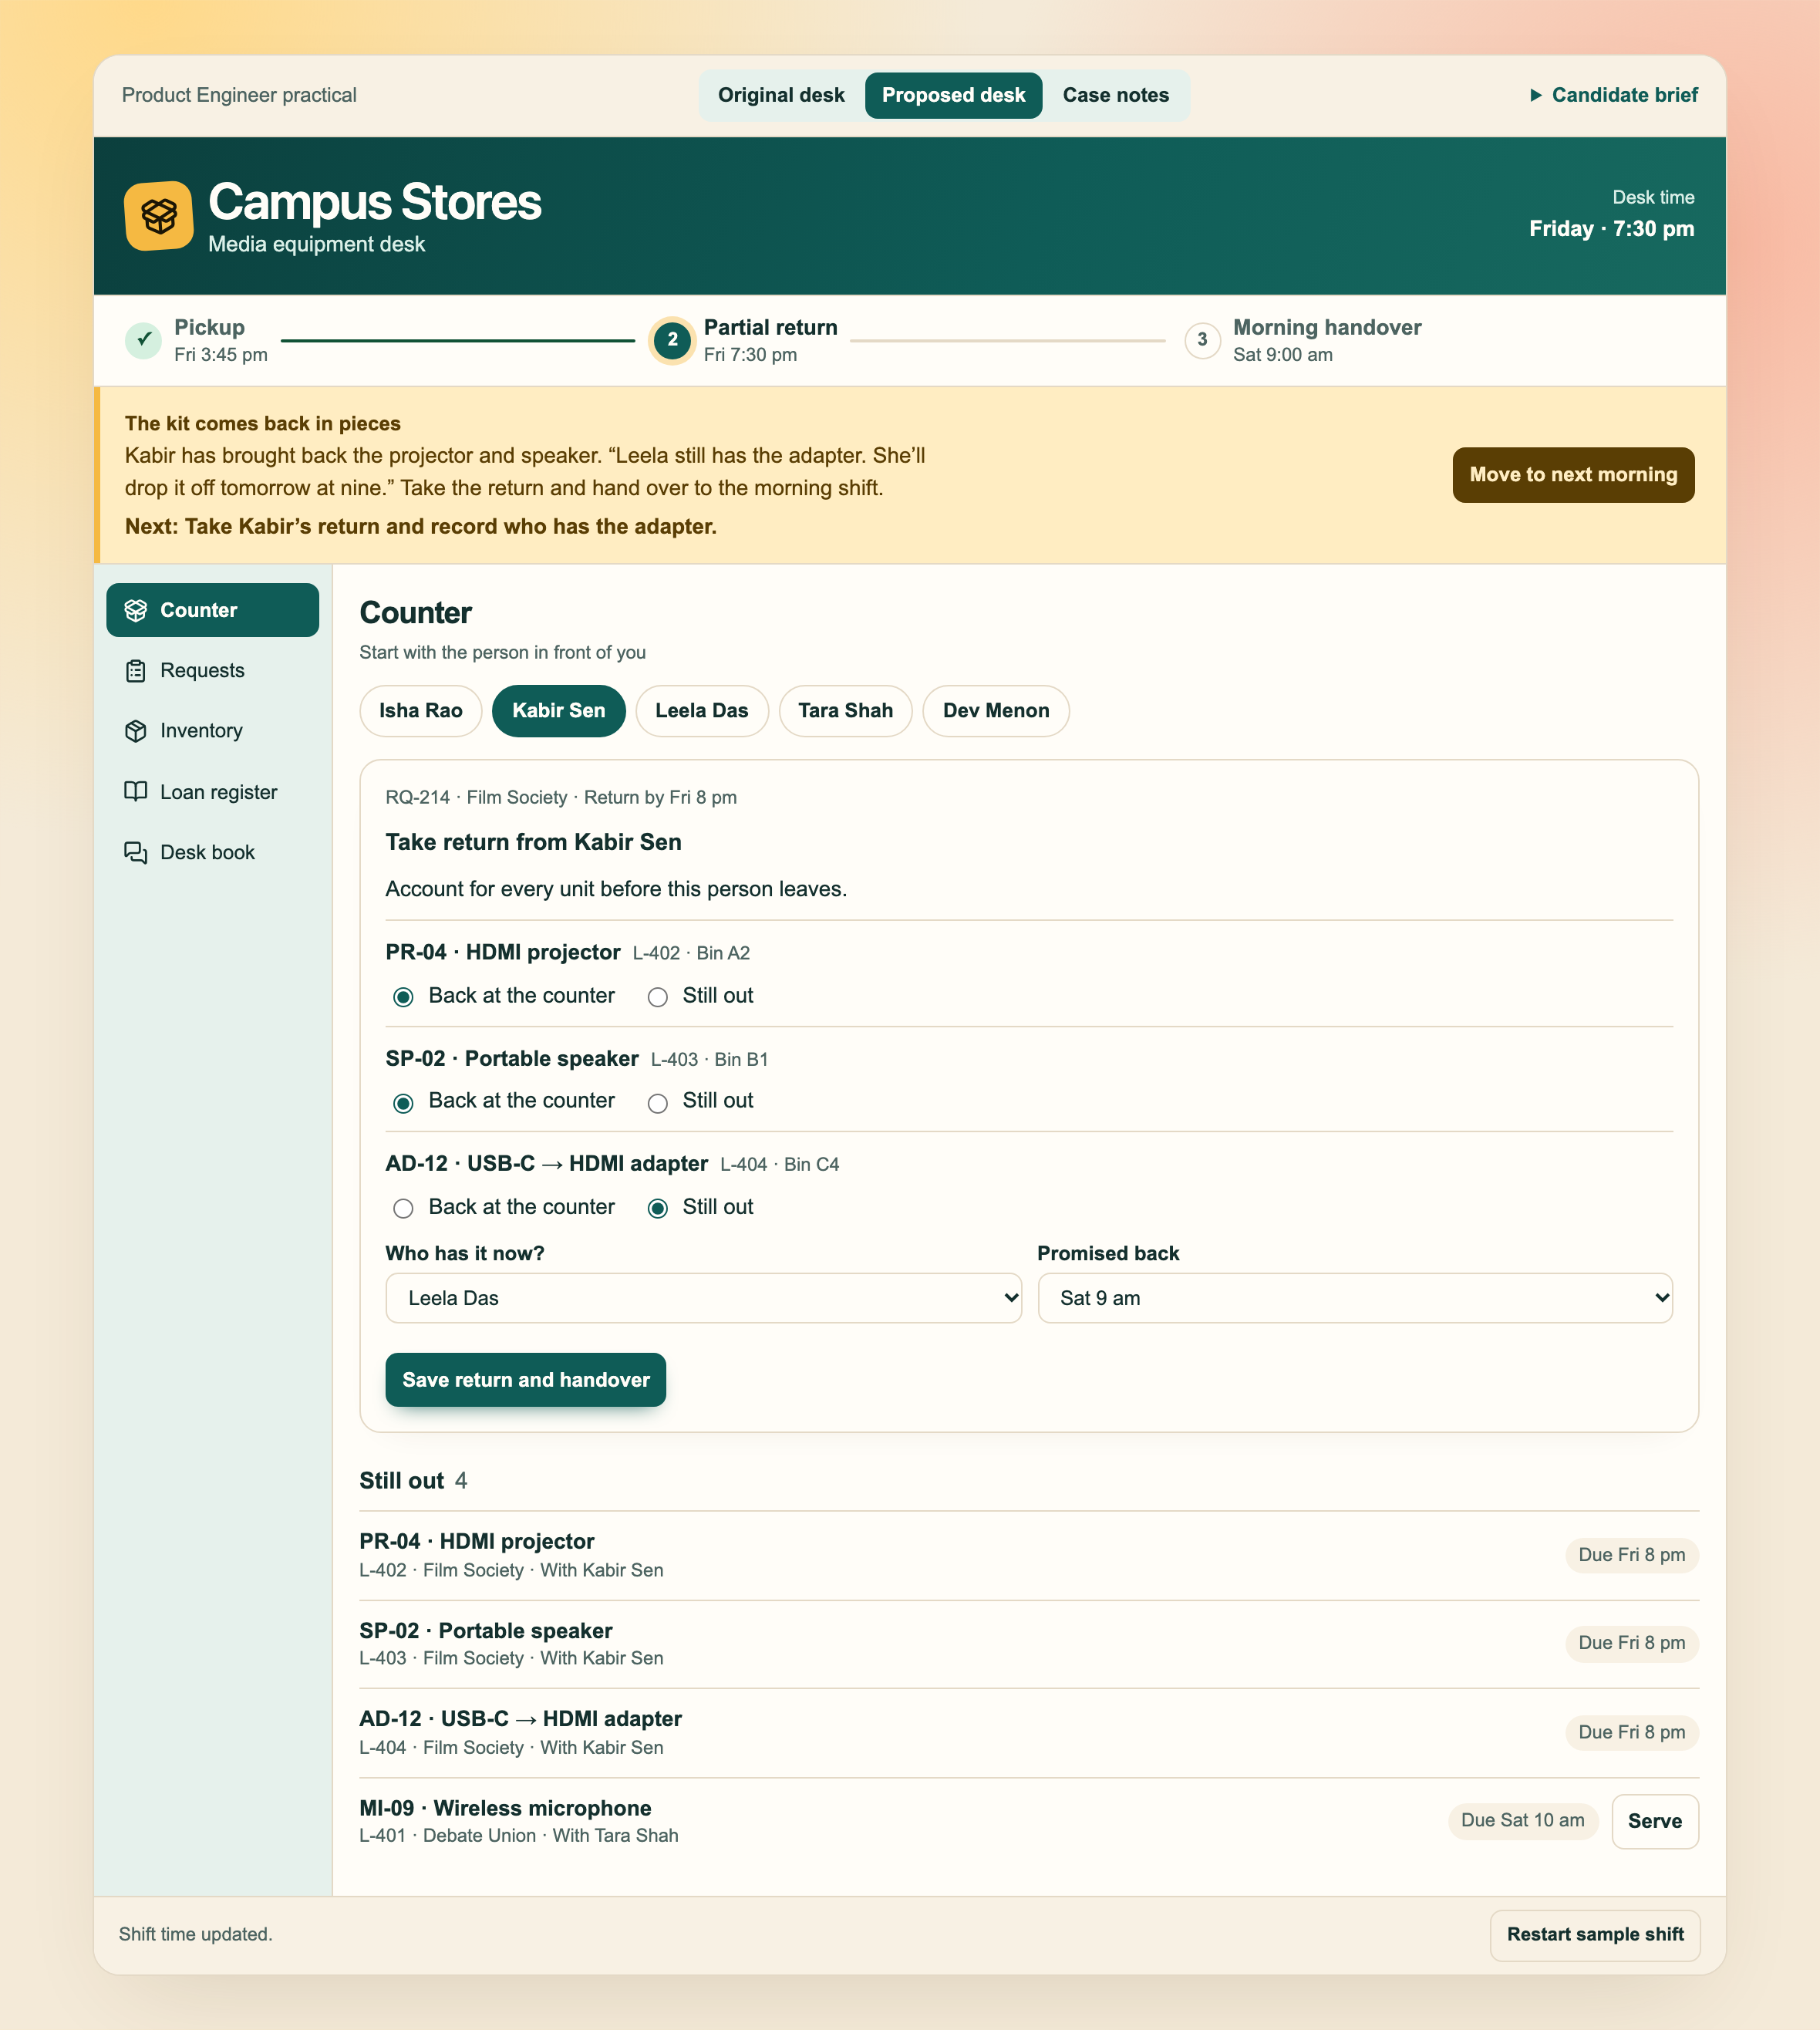 Product Engineer practical
Original desk
Proposed desk
Case notes
Candidate brief
Campus Stores
Media equipment desk
Desk time
Friday · 7:30 pm
Pickup
Fri 3:45 pm
2
Partial return
Fri 7:30 pm
3
Morning handover
Sat 9:00 am
The kit comes back in pieces
Kabir has brought back the projector and speaker. “Leela still has the adapter. She’ll
drop it off tomorrow at nine.” Take the return and hand over to the morning shift.
Next: Take Kabir’s return and record who has the adapter.
Move to next morning
Counter
Requests
Inventory
Loan register
Desk book
Counter
Start with the person in front of you
Isha Rao
Kabir Sen
Leela Das
Tara Shah
Dev Menon
RQ-214 · Film Society · Return by Fri 8 pm
Take return from Kabir Sen
Account for every unit before this person leaves.
PR-04 · HDMI projector L-402 · Bin A2
Back at the counter
Still out
SP-02 · Portable speaker L-403 · Bin B1
Back at the counter
Still out
AD-12 · USB-C → HDMI adapter L-404 · Bin C4
Back at the counter
Still out
Who has it now?
Leela Das
Promised back
Sat 9 am
Save return and handover
Still out 4
PR-04 · HDMI projector
L-402 · Film Society · With Kabir Sen
Due Fri 8 pm
SP-02 · Portable speaker
L-403 · Film Society · With Kabir Sen
Due Fri 8 pm
AD-12 · USB-C → HDMI adapter
L-404 · Film Society · With Kabir Sen
Due Fri 8 pm
MI-09 · Wireless microphone
L-401 · Debate Union · With Tara Shah
Due Sat 10 am
Serve
Shift time updated.
Restart sample shift